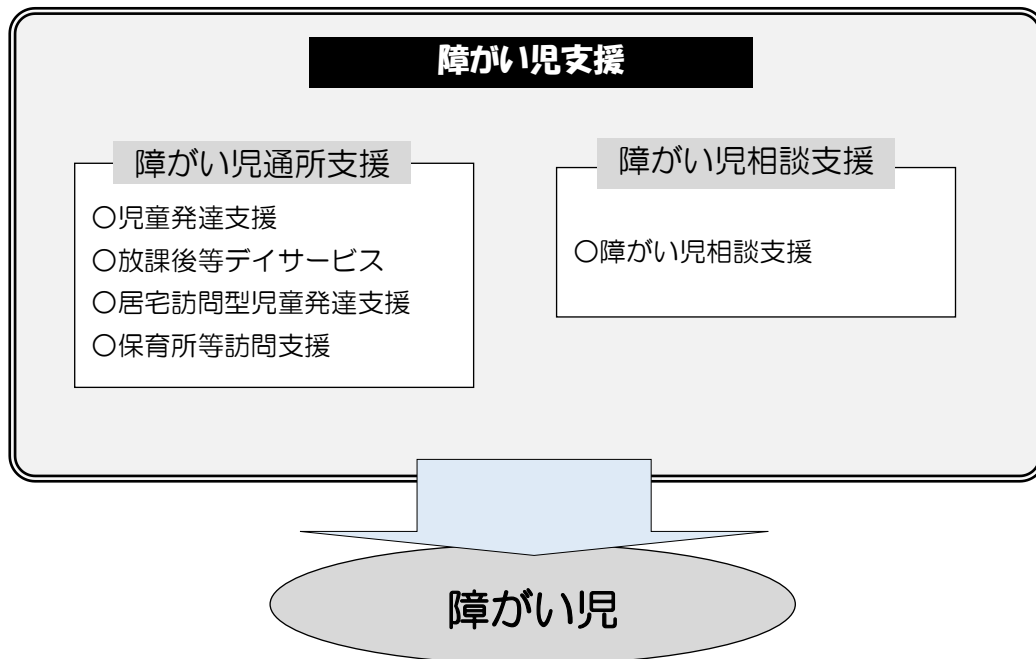 障がい児支援
障がい児通所支援
○児童発達支援
○放課後等デイサービス
○居宅訪問型児童発達支援
○保育所等訪問支援
障がい児相談支援
○障がい児相談支援
障がい児